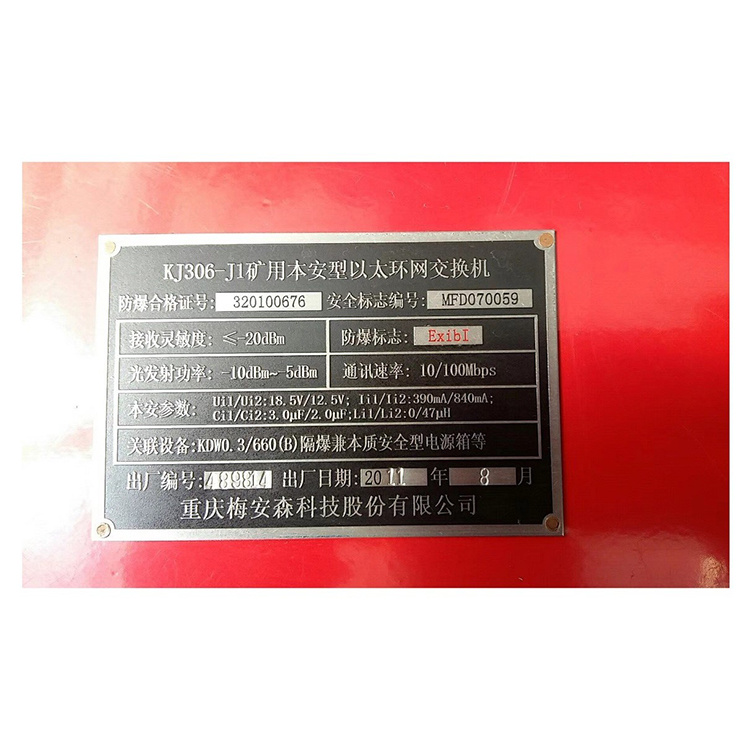 KJ306-J1矿用本安型以太环网交换机
防爆合格证号: 320100676 安全标志编号: MFD070059
接收灵敏度: ≤-20dBm 防爆标志: ExibI
光发射功率: -10dBm~ 5dBm 通讯速率: 10/100Mbps
本安参数: Ui1/Ui2:18.5V/12.5V; Ii1/Ii2:390mA/840mA;
Ci1/Ci2:3.0μF/2.0μF;Li1/Li2:0/47μH
关联设备:KDW0.3/660(B)隔爆兼本质安全型电源箱等
出厂编号: 489814 出厂日期: 2011 年 8 月
重庆梅安森科技股份有限公司